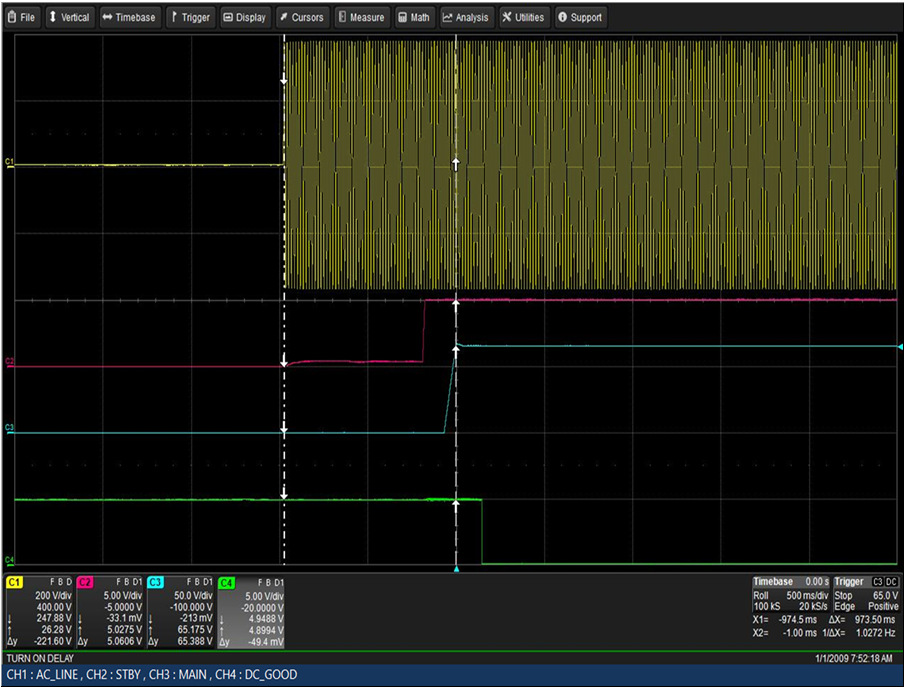 File Vertical Timebase Trigger Display Cursors Measure Math Analysis Utilities Support
C1
C2
C3
C4
C1 F B D C2 F B D1 C3 F B D1 C4 F B D1
200 V/div 5.00 V/div 50.0 V/div 5.00 V/div
400.00 V -5.0000 V -100.000 V -20.0000 V
↓ 247.88 V ↓ -33.1 mV ↓ -213 mV ↓ 4.9488 V
↑ 26.28 V ↑ 5.0275 V ↑ 65.175 V ↑ 4.8994 V
Δy -221.60 V Δy 5.0606 V Δy 65.388 V Δy -49.4 mV
Timebase 0.00 s Trigger C3 DC
Roll 500 ms/div Stop 65.0 V
100 kS 20 kS/s Edge Positive
X1= -974.5 ms ΔX= 973.50 ms
X2= -1.00 ms 1/ΔX= 1.0272 Hz
TURN ON DELAY 1/1/2009 7:52:18 AM
CH1 : AC_LINE , CH2 : STBY , CH3 : MAIN , CH4 : DC_GOOD